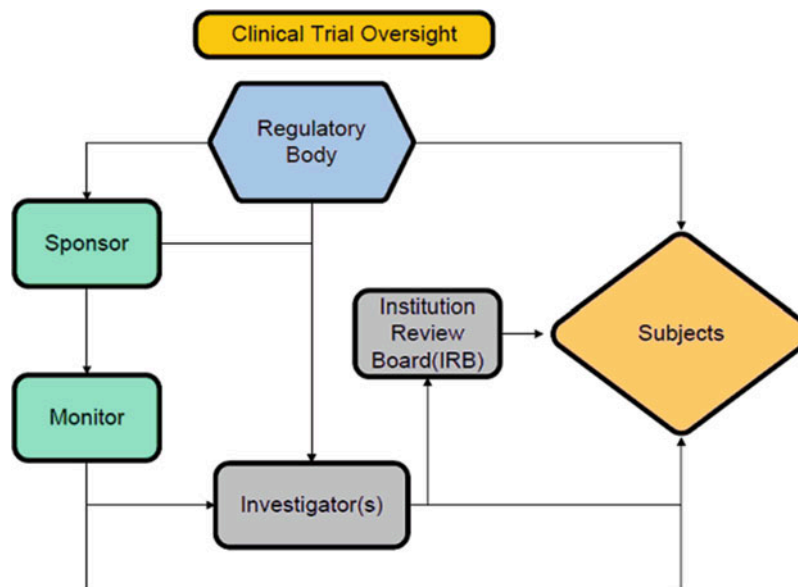 Clinical Trial Oversight
Regulatory
Body
Sponsor
Institution
Review
Board(IRB)
Subjects
Monitor
Investigator(s)